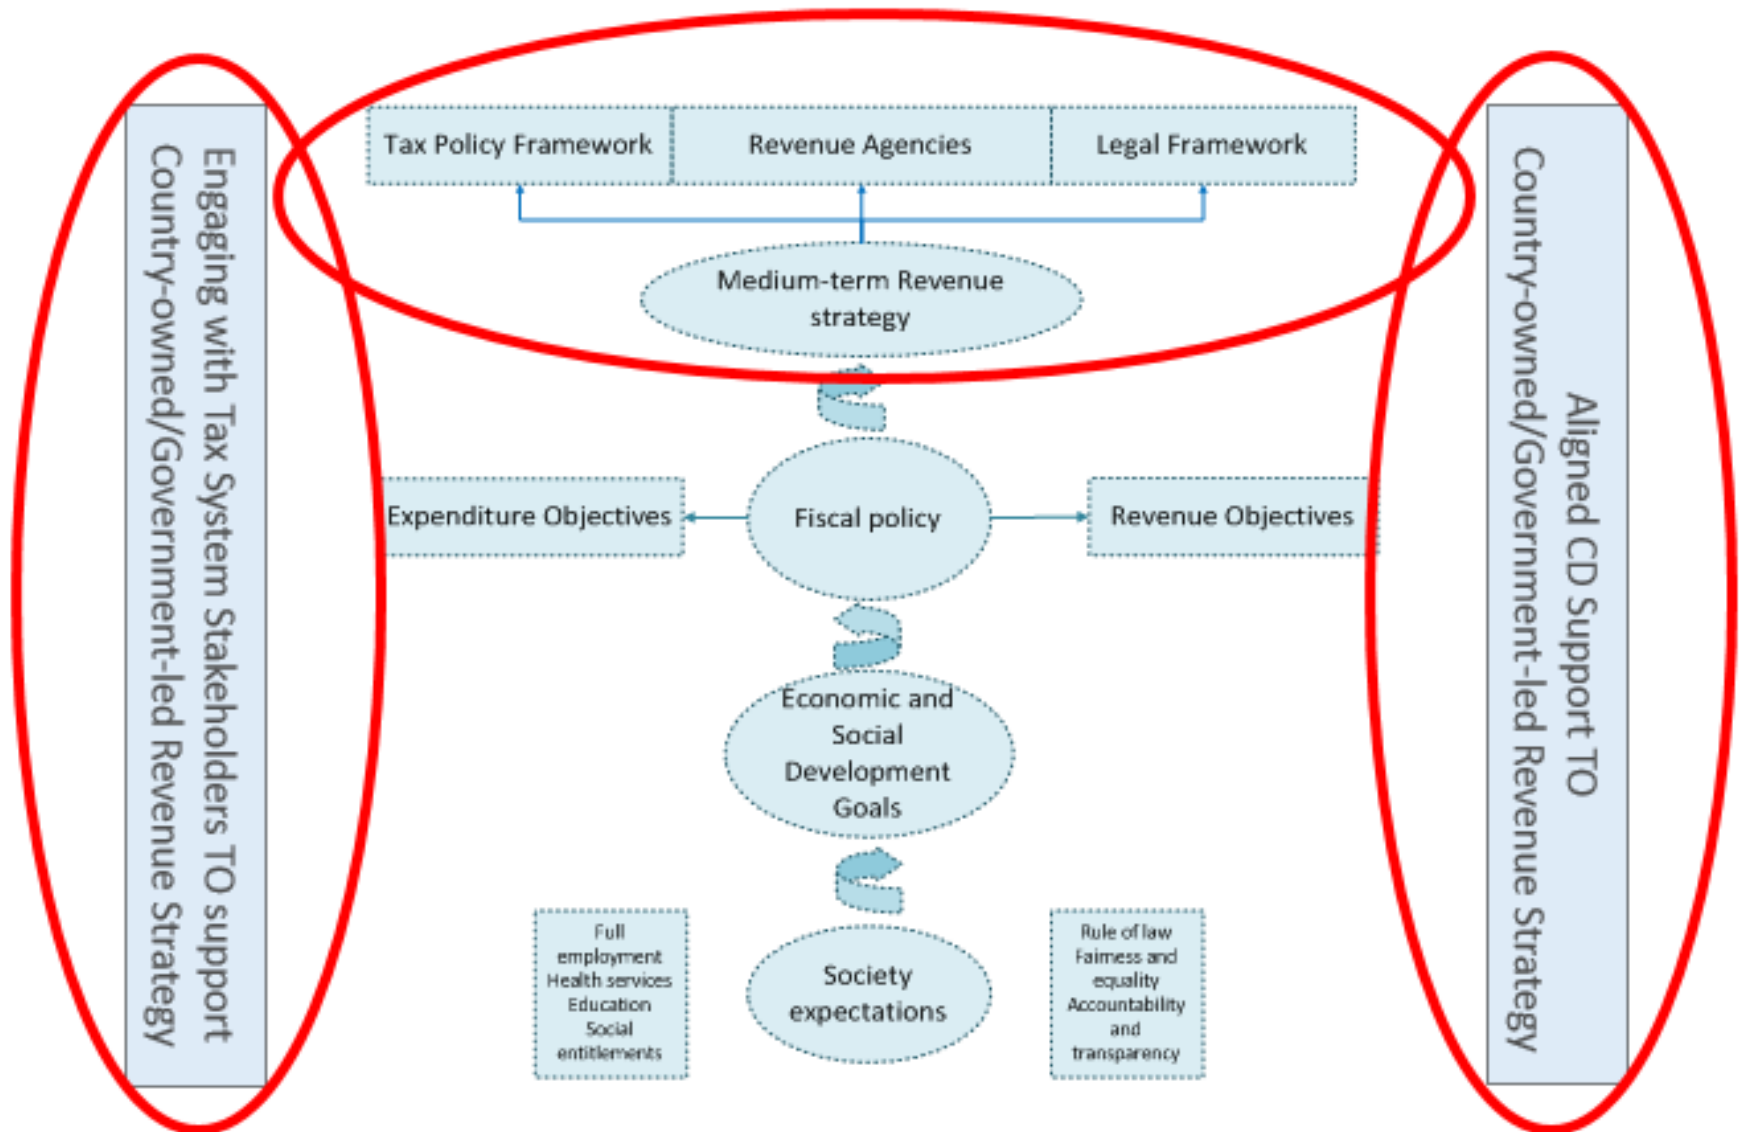 Engaging with Tax System Stakeholders TO support
Country-owned/Government-led Revenue Strategy
Tax Policy Framework
Revenue Agencies
Legal Framework
Medium-term Revenue
strategy
Expenditure Objectives
Fiscal policy
Revenue Objectives
Economic and
Social
Development
Goals
Full
employment
Health services
Education
Social
entitlements
Society
expectations
Rule of law
Fairness and
equality
Accountability
and
transparency
Aligned CD Support TO
Country-owned/Government-led Revenue Strategy